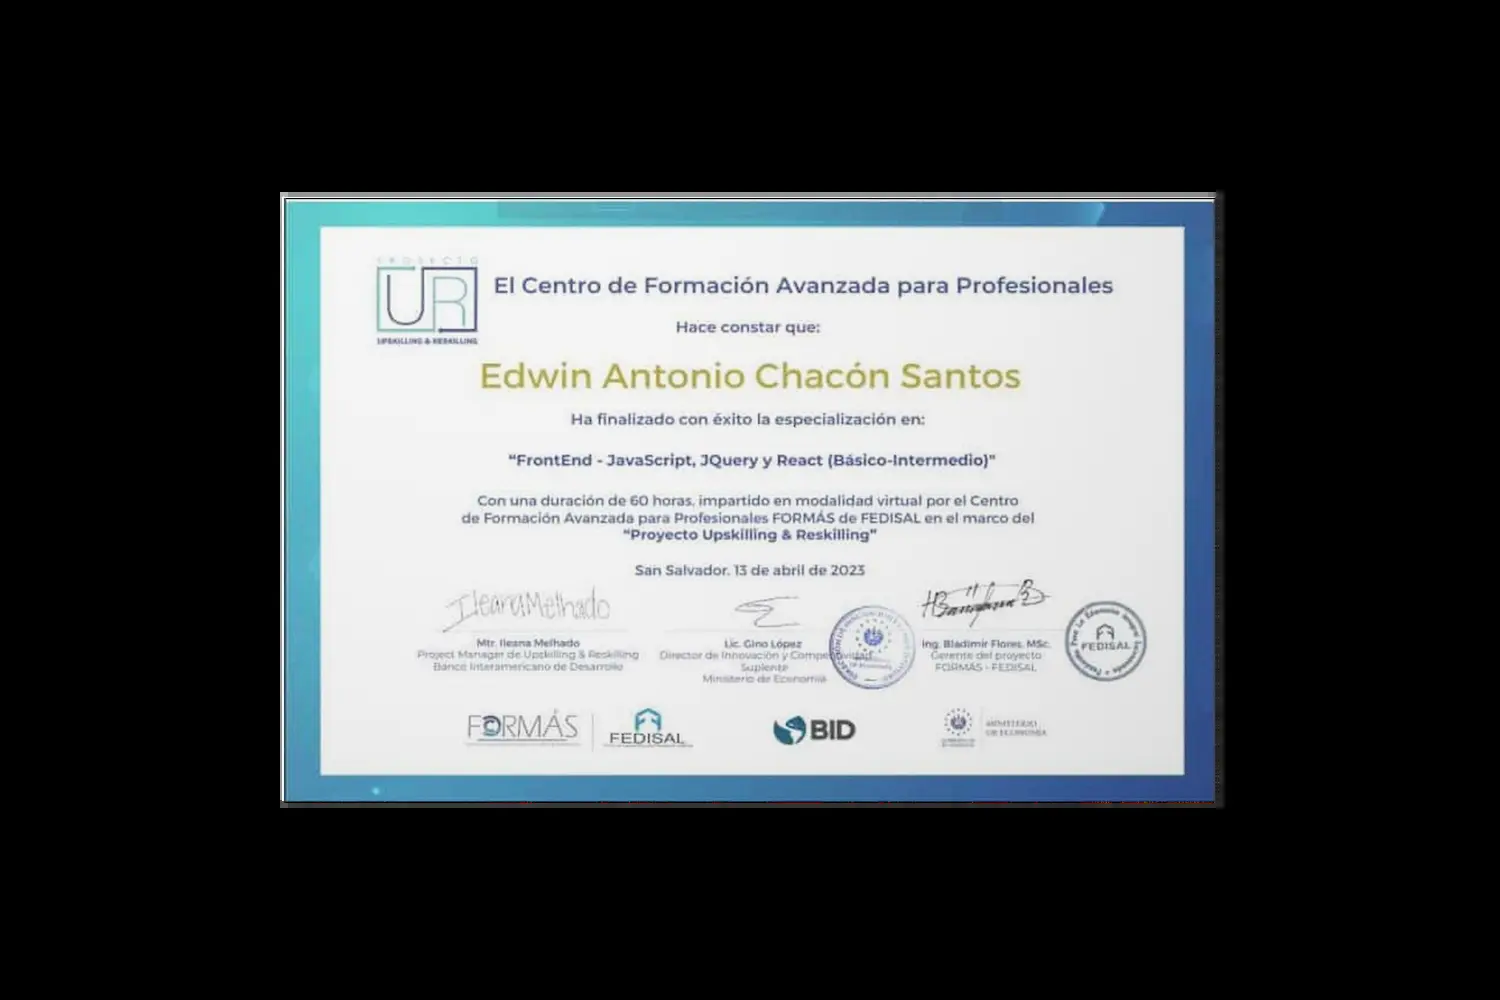 PROYECTO
UR
UPSKILLING & RESKILLING
El Centro de Formación Avanzada para Profesionales
Hace constar que:
Edwin Antonio Chacón Santos
Ha finalizado con éxito la especialización en:
“FrontEnd - JavaScript, JQuery y React (Básico-Intermedio)"
Con una duración de 60 horas, impartido en modalidad virtual por el Centro
de Formación Avanzada para Profesionales FORMÁS de FEDISAL en el marco del
“Proyecto Upskilling & Reskilling”
San Salvador, 13 de abril de 2023
IleanaMelhado
Mtr. Ileana Melhado
Project Manager de Upskilling & Reskilling
Banco Interamericano de Desarrollo
Lic. Gino López
Director de Innovación y Competitividad
Suplente
Ministerio de Economía
Ing. Bladimir Flores, MSc.
Gerente del proyecto
FORMÁS - FEDISAL
FEDISAL
FORMÁS
FEDISAL
BID
MINISTERIO
DE ECONOMÍA